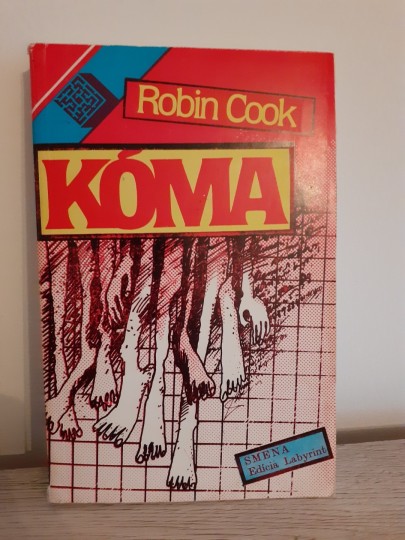 Robin Cook
KÓMA
SMENA
Edícia Labyrint